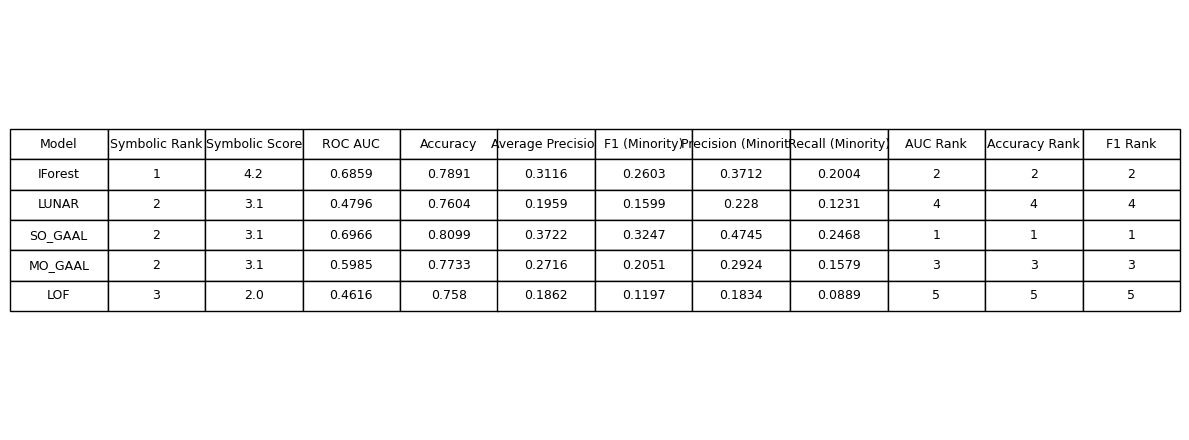 Model Symbolic Rank Symbolic Score ROC AUC Accuracy Average Precisio F1 (Minority) Precision (Minorit Recall (Minority) AUC Rank Accuracy Rank F1 Rank
IForest 1 4.2 0.6859 0.7891 0.3116 0.2603 0.3712 0.2004 2 2 2
LUNAR 2 3.1 0.4796 0.7604 0.1959 0.1599 0.228 0.1231 4 4 4
SO_GAAL 2 3.1 0.6966 0.8099 0.3722 0.3247 0.4745 0.2468 1 1 1
MO_GAAL 2 3.1 0.5985 0.7733 0.2716 0.2051 0.2924 0.1579 3 3 3
LOF 3 2.0 0.4616 0.758 0.1862 0.1197 0.1834 0.0889 5 5 5